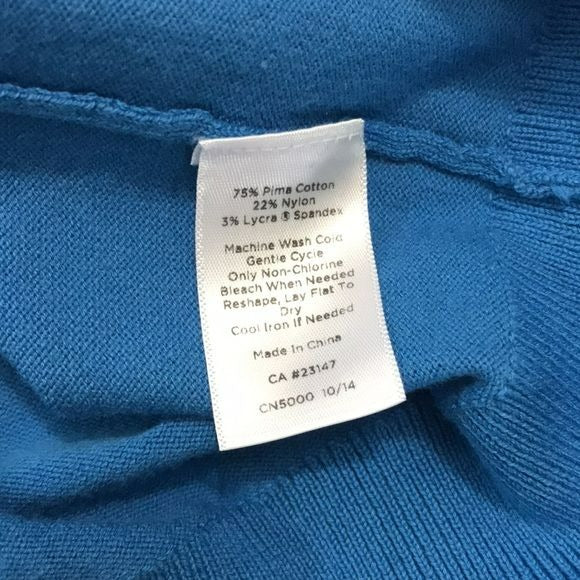 75% Pima Cotton
22% Nylon
3% Lycra ® Spandex
Machine Wash Cold
Gentle Cycle
Only Non-Chlorine
Bleach When Needed
Reshape, Lay Flat To
Dry
Cool Iron If Needed
Made In China
CA #23147
CN5000 10/14